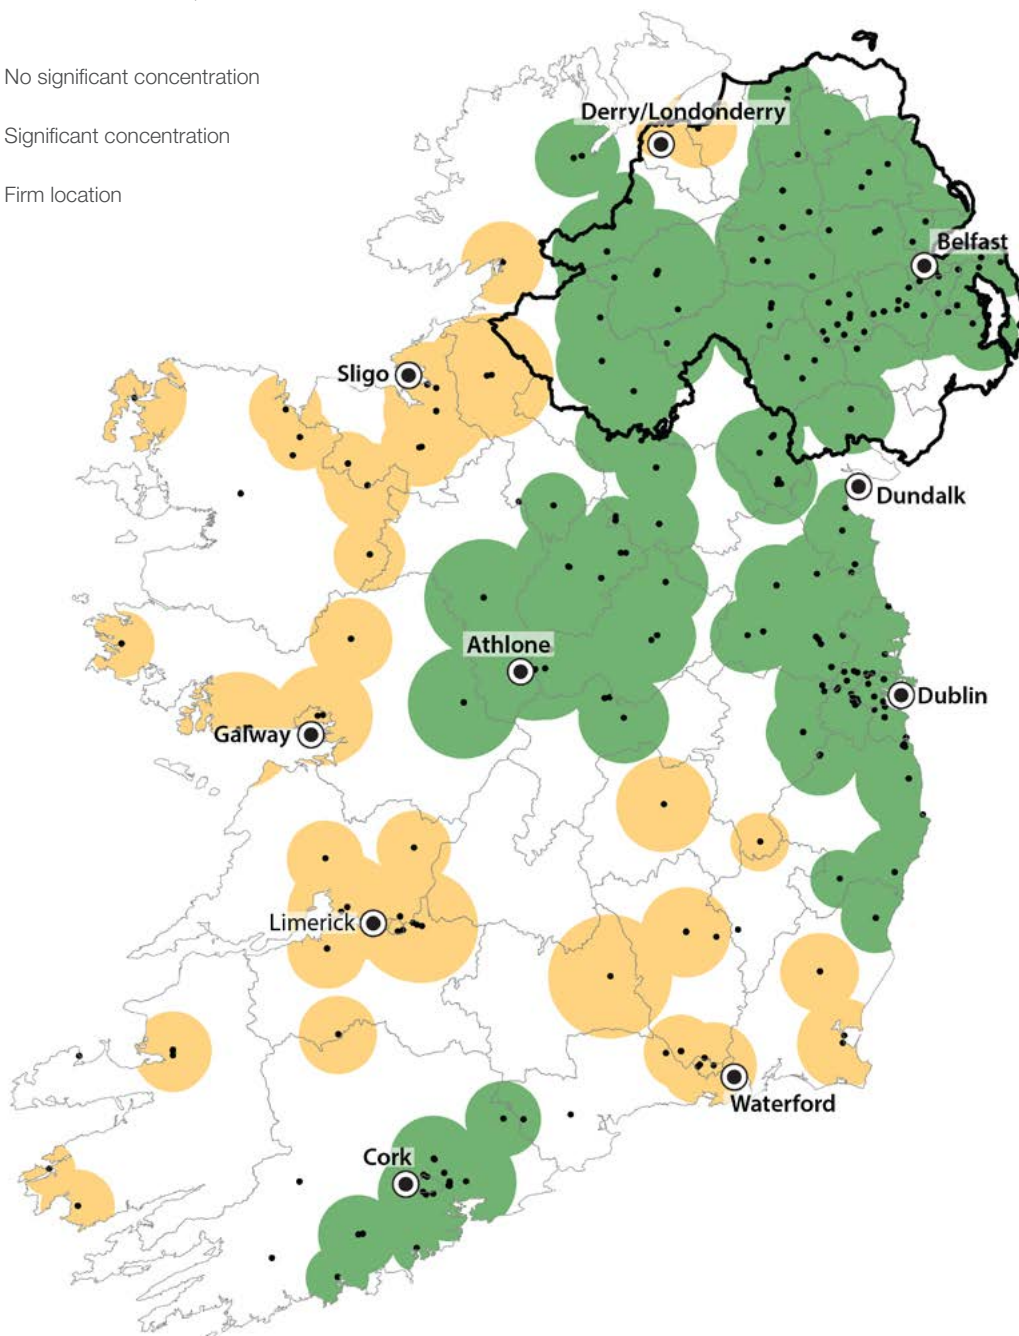 No significant concentration
Significant concentration
Firm location
Derry/Londonderry
Belfast
Sligo
Dundalk
Athlone
Dublin
Galway
Limerick
Waterford
Cork